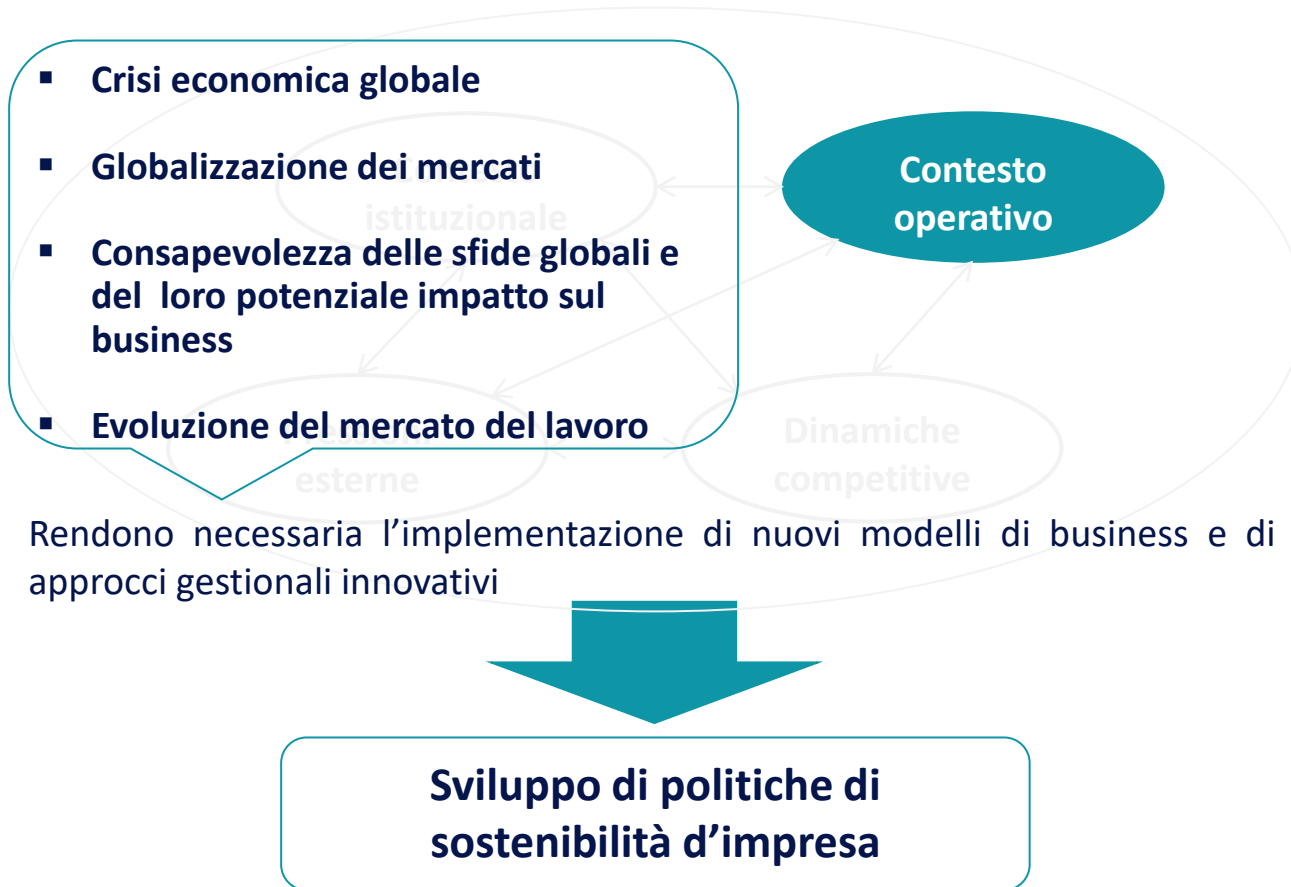 ▪ Crisi economica globale
▪ Globalizzazione dei mercati
▪ Consapevolezza delle sfide globali e
del loro potenziale impatto sul
business
▪ Evoluzione del mercato del lavoro
istituzionale
Contesto
operativo
esterne
Dinamiche
competitive
Rendono necessaria l’implementazione di nuovi modelli di business e di
approcci gestionali innovativi
Sviluppo di politiche di
sostenibilità d’impresa